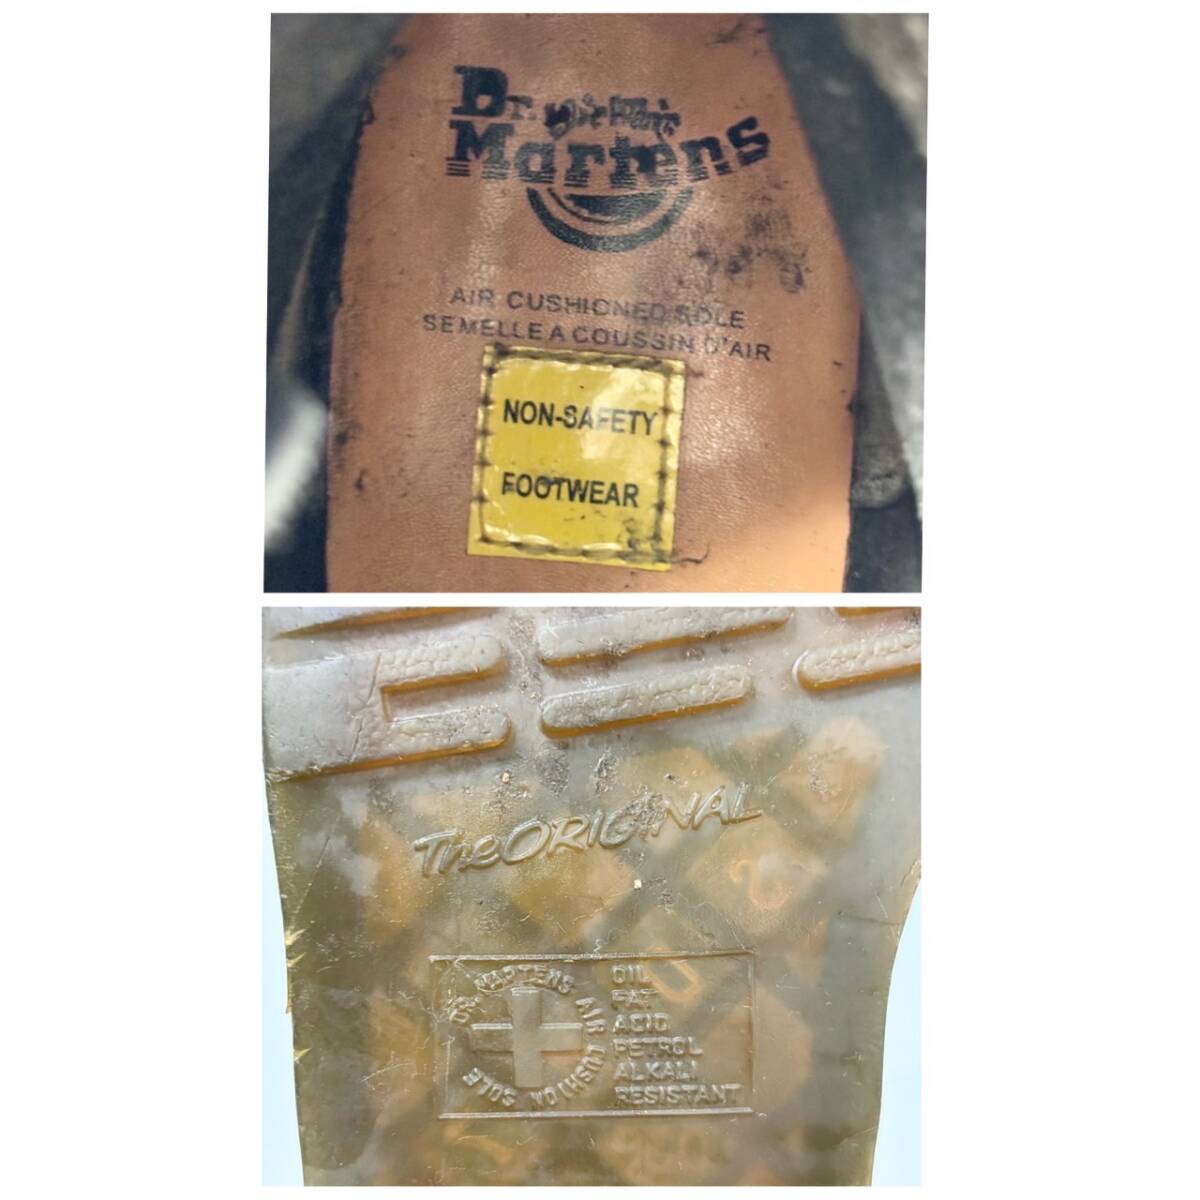 Dr.
Martens
AIR CUSHIONED SOLE
SEMELLE A COUSSIN D'AIR
NON-SAFETY
FOOTWEAR
The ORIGINAL
DR. MARTENS AIR CUSHION SOLE
OIL
FAT
ACID
PETROL
ALKALI
RESISTANT